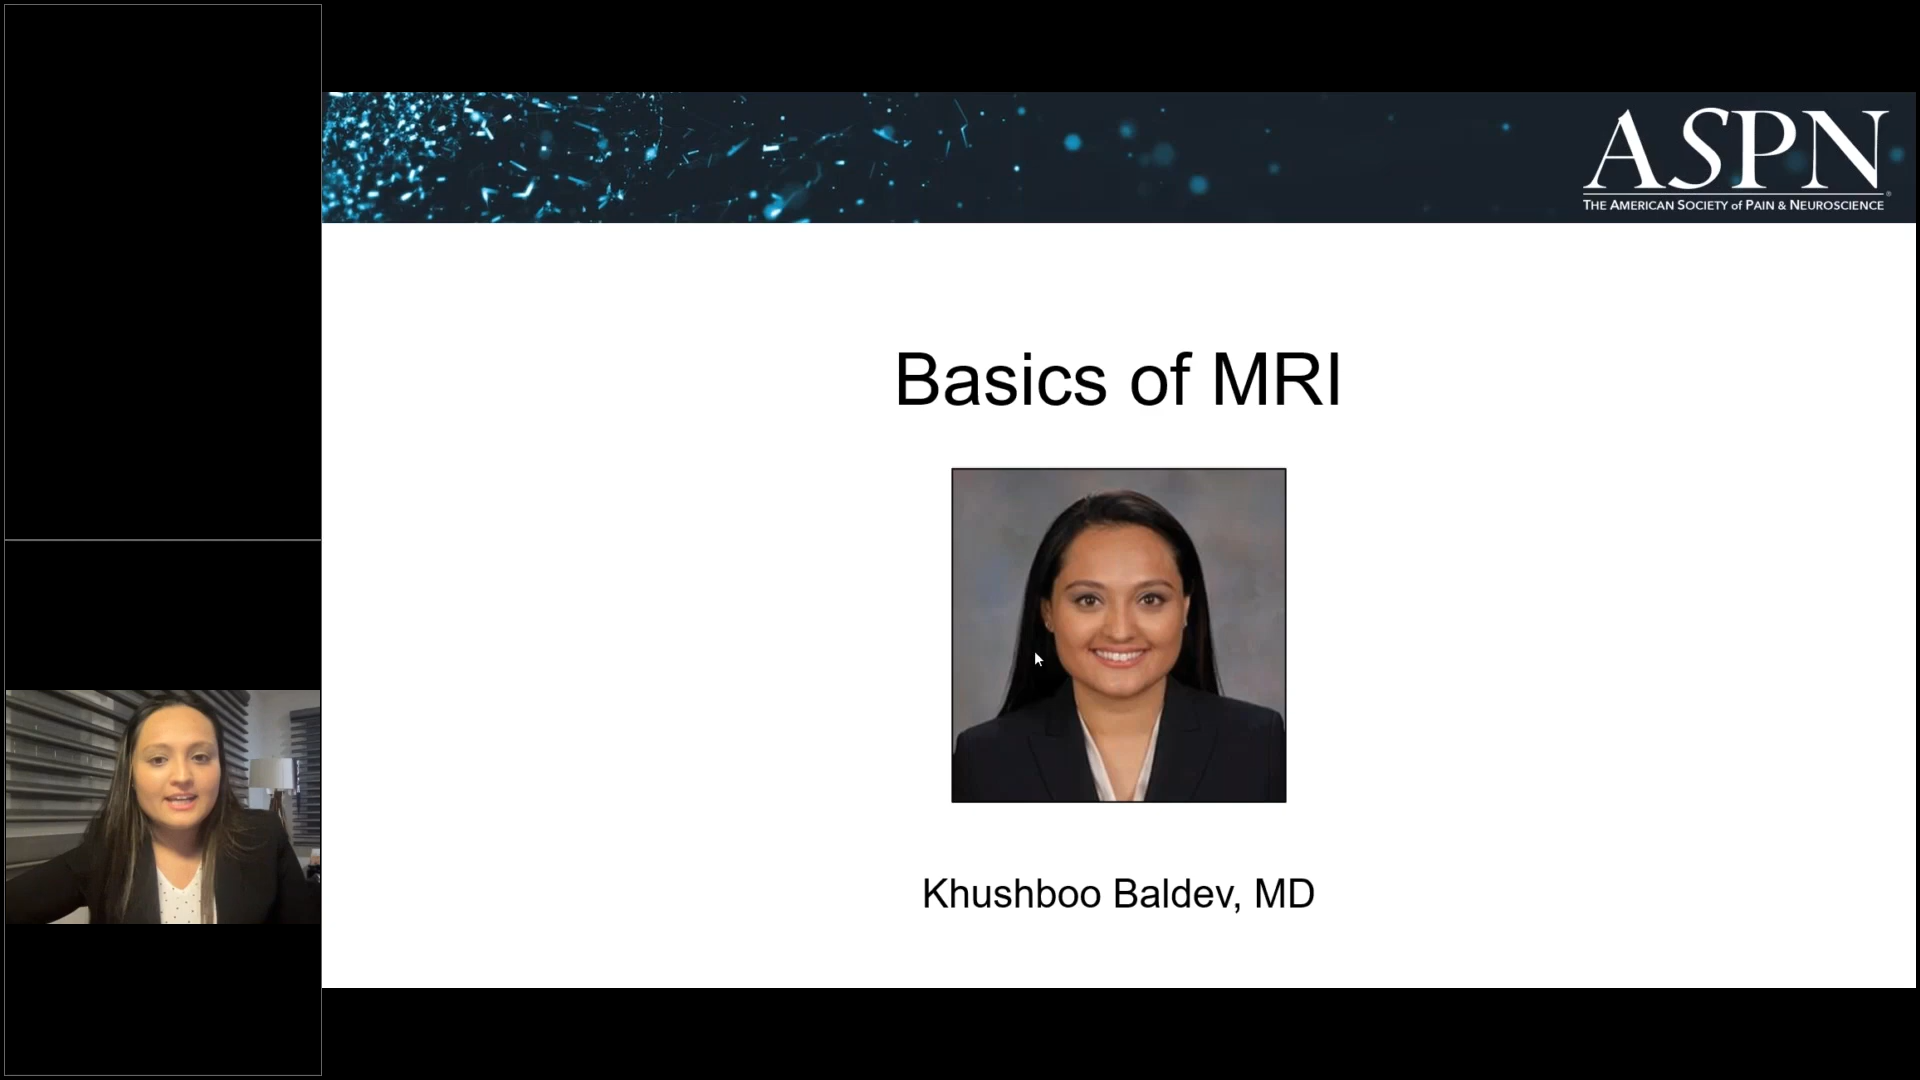 ASPN
THE AMERICAN SOCIETY of PAIN & NEUROSCIENCE
Basics of MRI
Khushboo Baldev, MD